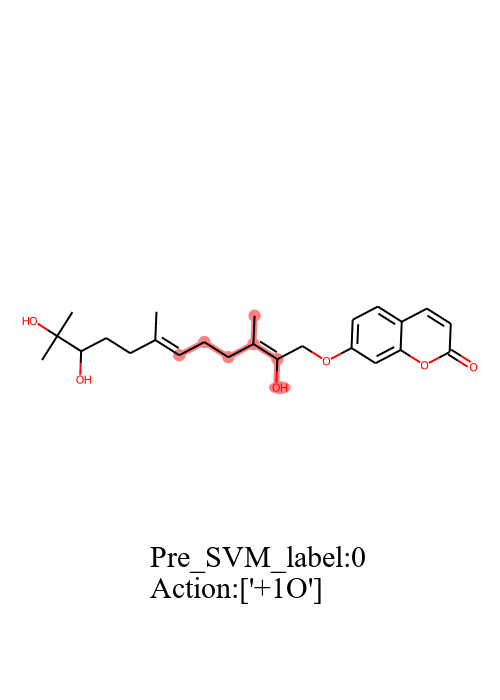 HO
OH
OH
O
O
O
Pre_SVM_label:0
Action:['+1O']